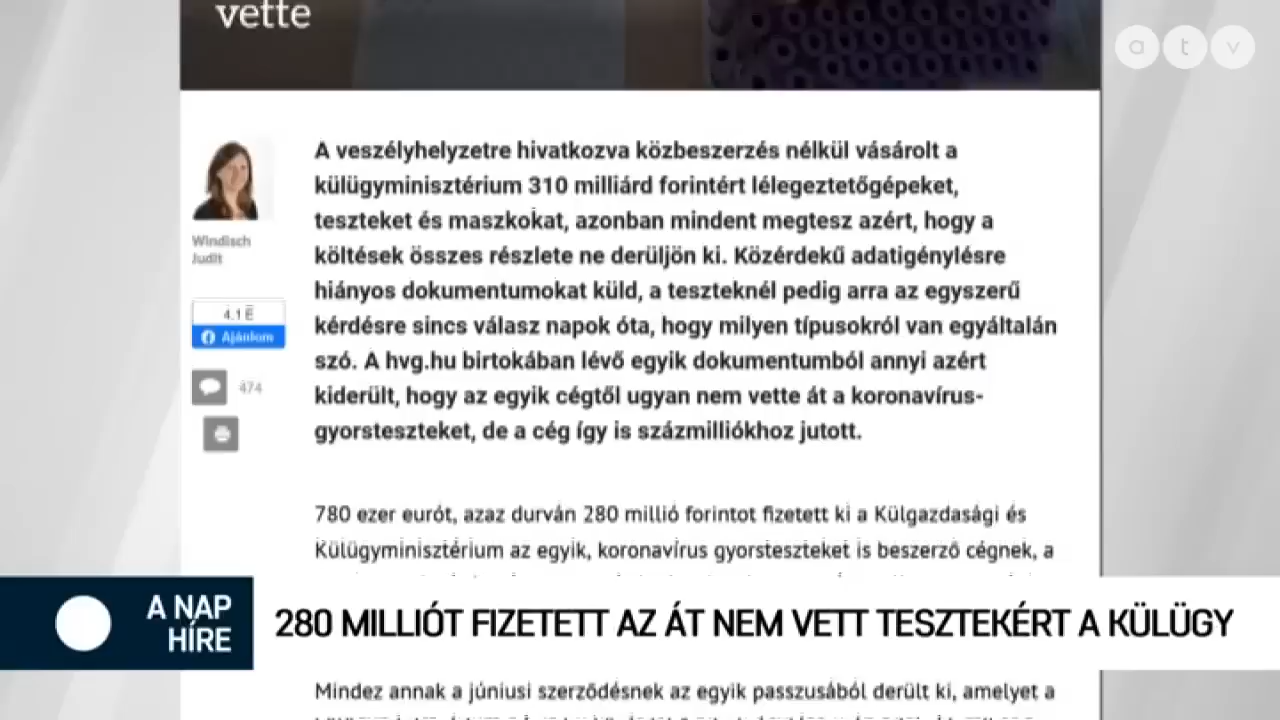 vette
a t v
A veszélyhelyzetre hivatkozva közbeszerzés nélkül vásárolt a
külügyminisztérium 310 milliárd forintért lélegeztetőgépeket,
teszteket és maszkokat, azonban mindent megtesz azért, hogy a
költések összes részlete ne derüljön ki. Közérdekű adatigénylésre
hiányos dokumentumokat küld, a teszteknél pedig arra az egyszerű
kérdésre sincs válasz napok óta, hogy milyen típusokról van egyáltalán
szó. A hvg.hu birtokában lévő egyik dokumentumból annyi azért
kiderült, hogy az egyik cégtől ugyan nem vette át a koronavírus-
gyorsteszteket, de a cég így is százmilliókhoz jutott.
Windisch
Judit
4.1 E
Ajánlom
474
780 ezer eurót, azaz durván 280 millió forintot fizetett ki a Külgazdasági és
Külügyminisztérium az egyik, koronavírus gyorsteszteket is beszerző cégnek, a
A NAP
HÍRE
280 MILLIÓT FIZETETT AZ ÁT NEM VETT TESZTEKÉRT A KÜLÜGY
Mindez annak a júniusi szerződésnek az egyik passzusából derült ki, amelyet a